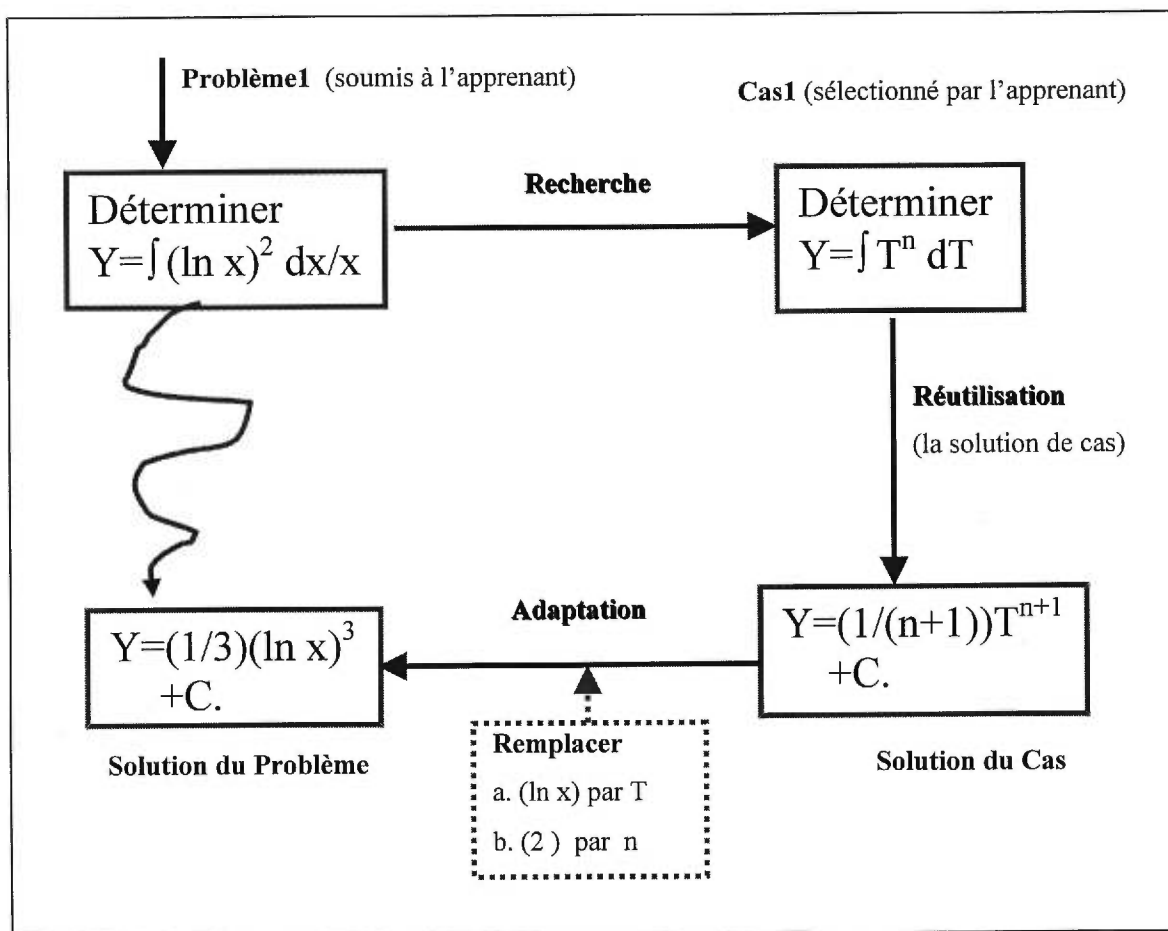 Problème1 (soumis à l'apprenant)
Cas1 (sélectionné par l'apprenant)
Déterminer
Y=∫(ln x)² dx/x
Recherche
Déterminer
Y=∫Tⁿ dT
Réutilisation
(la solution de cas)
Adaptation
Y=(1/(n+1))Tⁿ⁺¹
+C.
Y=(1/3)(ln x)³
+C.
Remplacer
a. (ln x) par T
b. (2 ) par n
Solution du Problème
Solution du Cas